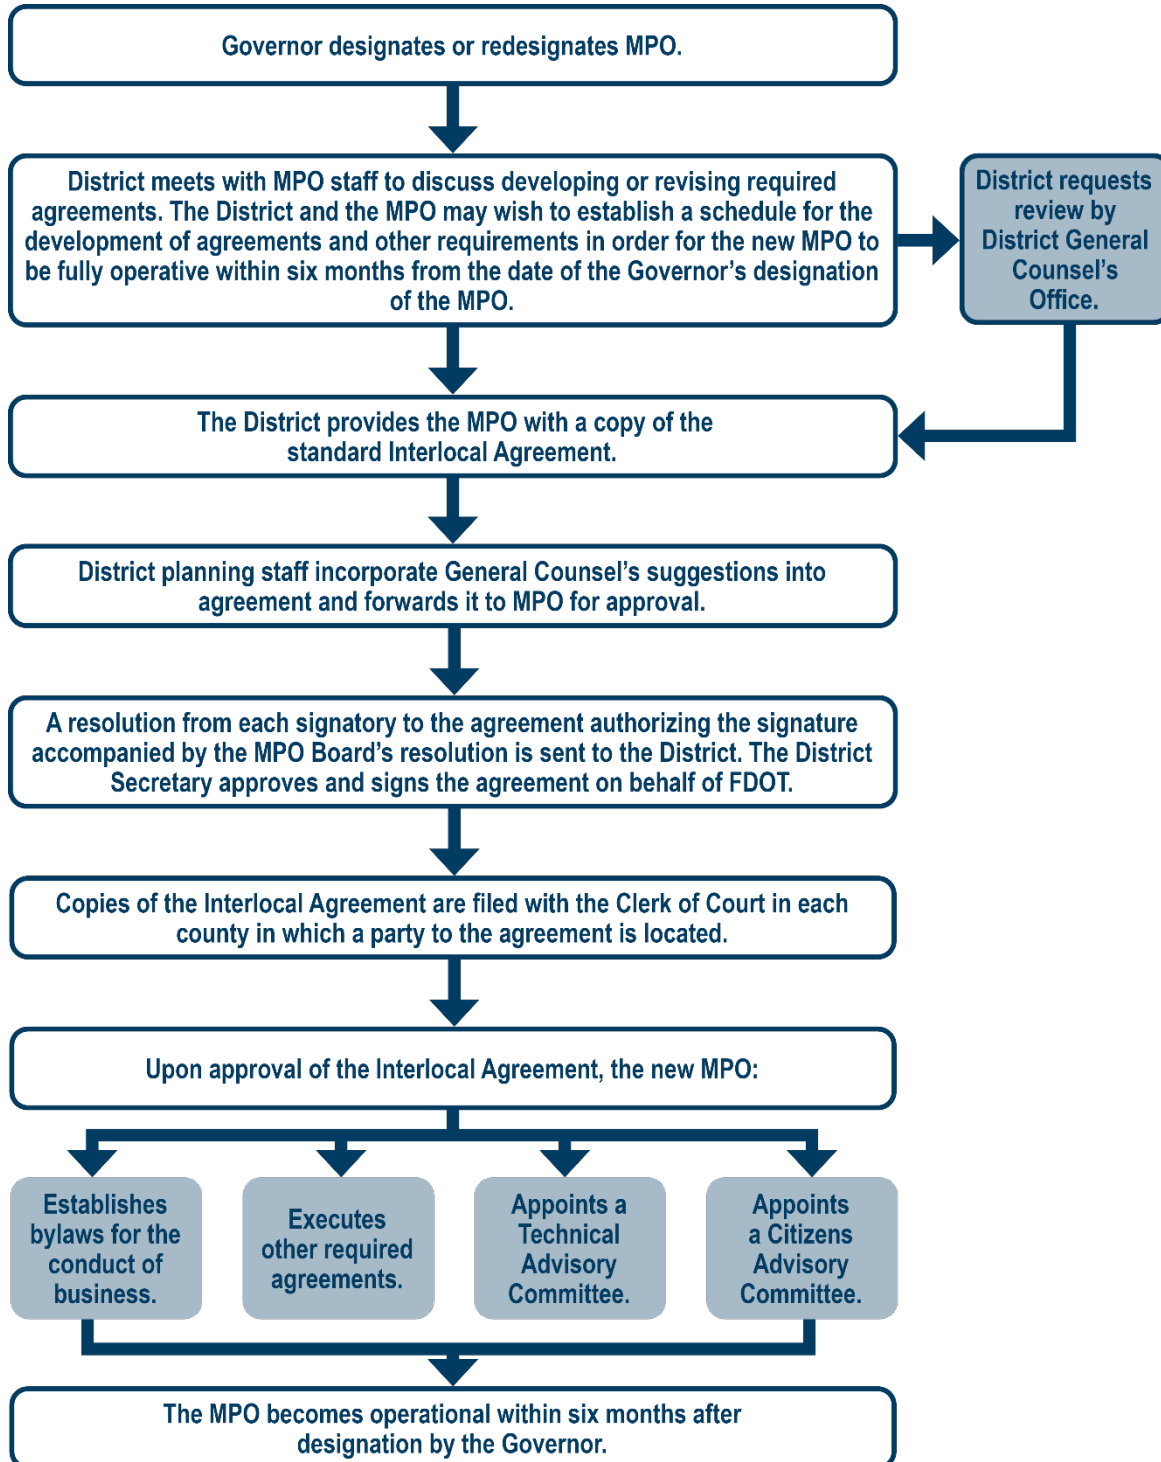 Governor designates or redesignates MPO.
District meets with MPO staff to discuss developing or revising required
agreements. The District and the MPO may wish to establish a schedule for the
development of agreements and other requirements in order for the new MPO to
be fully operative within six months from the date of the Governor’s designation
of the MPO.
District requests
review by
District General
Counsel’s
Office.
The District provides the MPO with a copy of the
standard Interlocal Agreement.
District planning staff incorporate General Counsel’s suggestions into
agreement and forwards it to MPO for approval.
A resolution from each signatory to the agreement authorizing the signature
accompanied by the MPO Board’s resolution is sent to the District. The District
Secretary approves and signs the agreement on behalf of FDOT.
Copies of the Interlocal Agreement are filed with the Clerk of Court in each
county in which a party to the agreement is located.
Upon approval of the Interlocal Agreement, the new MPO:
Establishes
bylaws for the
conduct of
business.
Executes
other required
agreements.
Appoints a
Technical
Advisory
Committee.
Appoints
a Citizens
Advisory
Committee.
The MPO becomes operational within six months after
designation by the Governor.